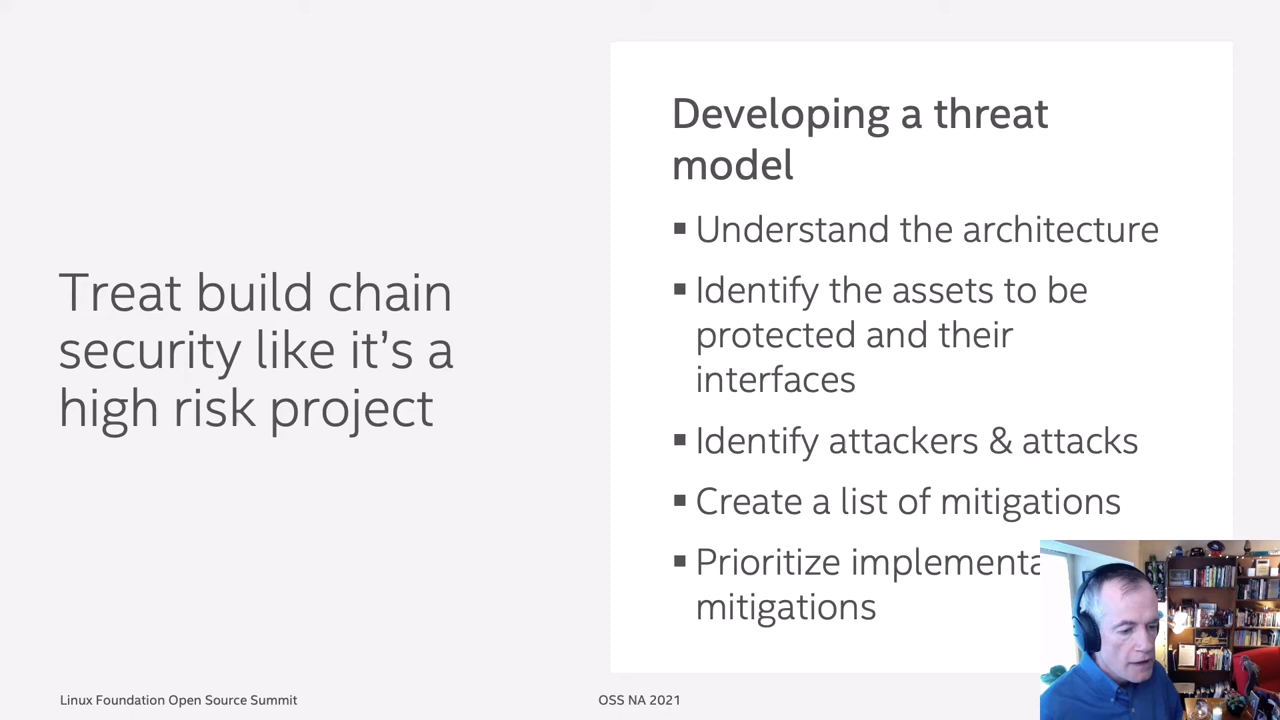 Treat build chain
security like it’s a
high risk project
Developing a threat
model
▪ Understand the architecture
▪ Identify the assets to be
protected and their
interfaces
▪ Identify attackers & attacks
▪ Create a list of mitigations
▪ Prioritize
mitigations
Linux Foundation Open Source Summit
OSS NA 2021